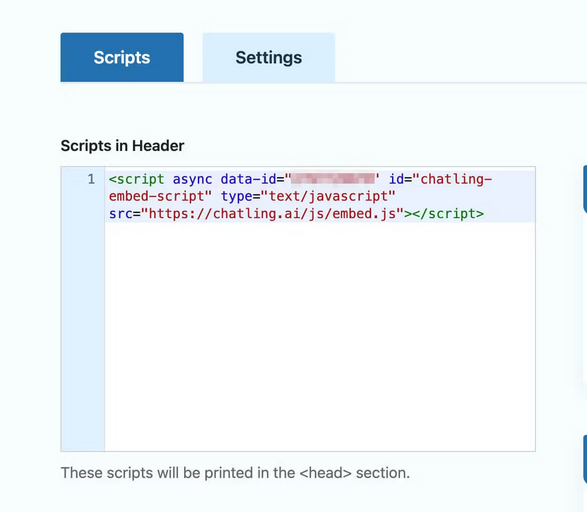 Scripts
Settings
Scripts in Header
1
<script async data-id="" id="chatling-
embed-script" type="text/javascript"
src="https://chatling.ai/js/embed.js"></script>
These scripts will be printed in the <head> section.